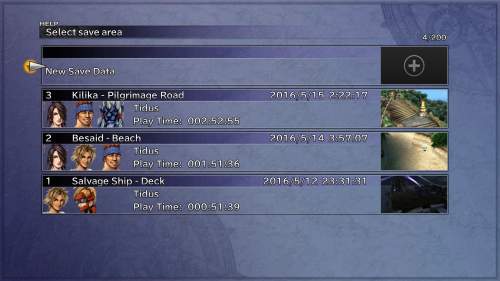 HELP
Select save area
4/200
New Save Data
3 Kilika - Pilgrimage Road 2016/5/15 2:22:17
Tidus
Play Time: 002:52:55
2 Besaid - Beach 2016/5/14 3:57:07
Tidus
Play Time: 001:51:36
1 Salvage Ship - Deck 2016/5/12 23:31:31
Tidus
Play Time: 000:51:39